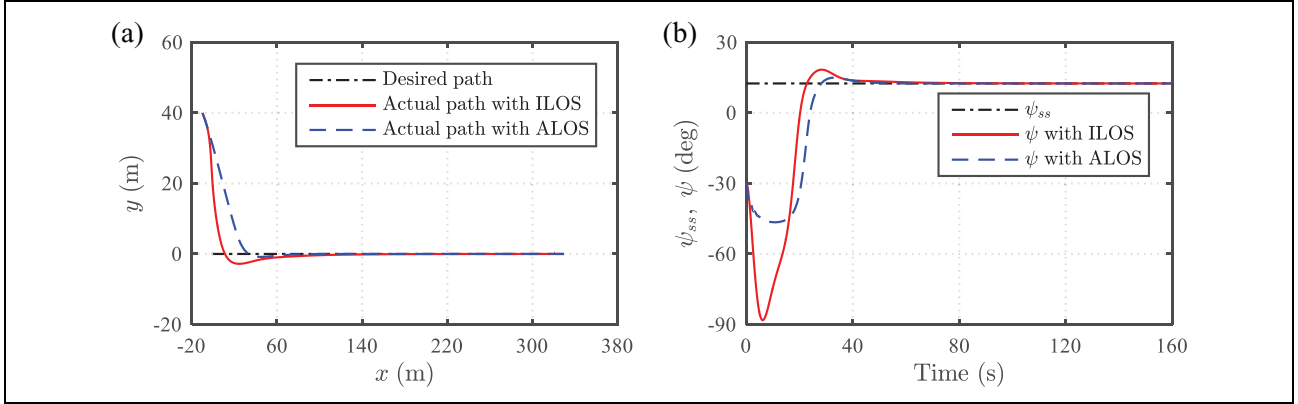 (a)
60
40
20
0
-20
y (m)
-20 60 140 220 300 380
x (m)
Desired path
Actual path with ILOS
Actual path with ALOS
(b)
30
0
-30
-60
-90
ψss, ψ (deg)
0 40 80 120 160
Time (s)
ψss
ψ with ILOS
ψ with ALOS